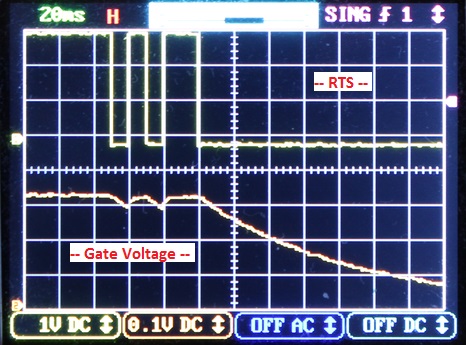 20ms H SING 1
-- RTS --
-- Gate Voltage --
1V DC 0.1V DC OFF AC OFF DC